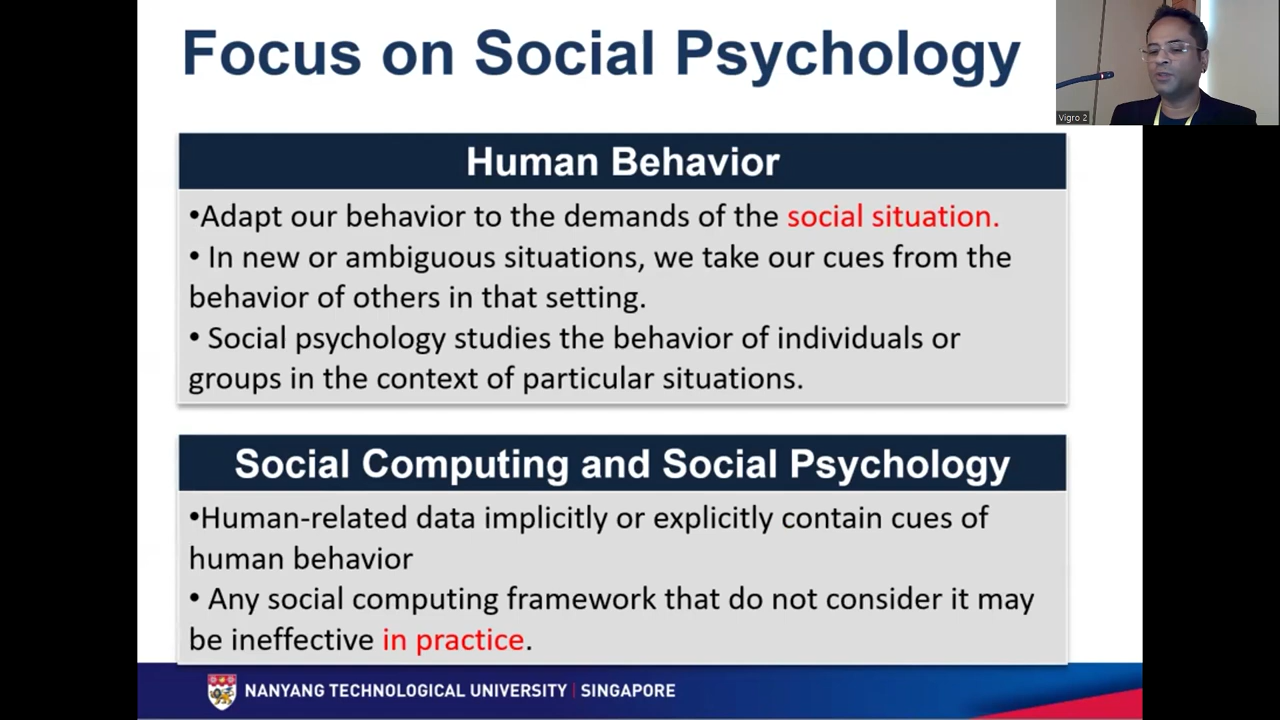 Focus on Social Psychology
Vigro 2
Human Behavior
•Adapt our behavior to the demands of the social situation.
• In new or ambiguous situations, we take our cues from the
behavior of others in that setting.
• Social psychology studies the behavior of individuals or
groups in the context of particular situations.
Social Computing and Social Psychology
•Human-related data implicitly or explicitly contain cues of
human behavior
• Any social computing framework that do not consider it may
be ineffective in practice.
NANYANG TECHNOLOGICAL UNIVERSITY | SINGAPORE